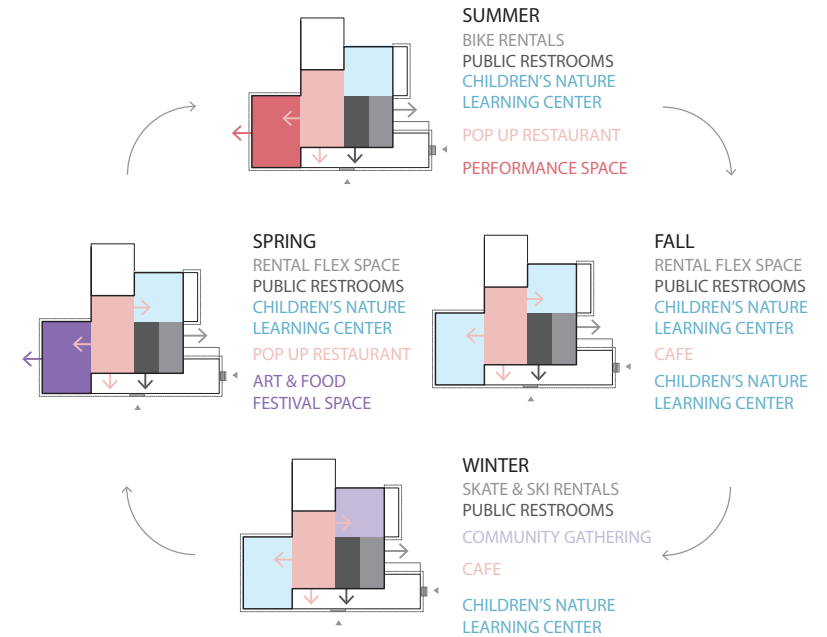 SUMMER
BIKE RENTALS
PUBLIC RESTROOMS
CHILDREN'S NATURE
LEARNING CENTER
POP UP RESTAURANT
PERFORMANCE SPACE
SPRING
RENTAL FLEX SPACE
PUBLIC RESTROOMS
CHILDREN'S NATURE
LEARNING CENTER
POP UP RESTAURANT
ART & FOOD
FESTIVAL SPACE
FALL
RENTAL FLEX SPACE
PUBLIC RESTROOMS
CHILDREN'S NATURE
LEARNING CENTER
CAFE
CHILDREN'S NATURE
LEARNING CENTER
WINTER
SKATE & SKI RENTALS
PUBLIC RESTROOMS
COMMUNITY GATHERING
CAFE
CHILDREN'S NATURE
LEARNING CENTER